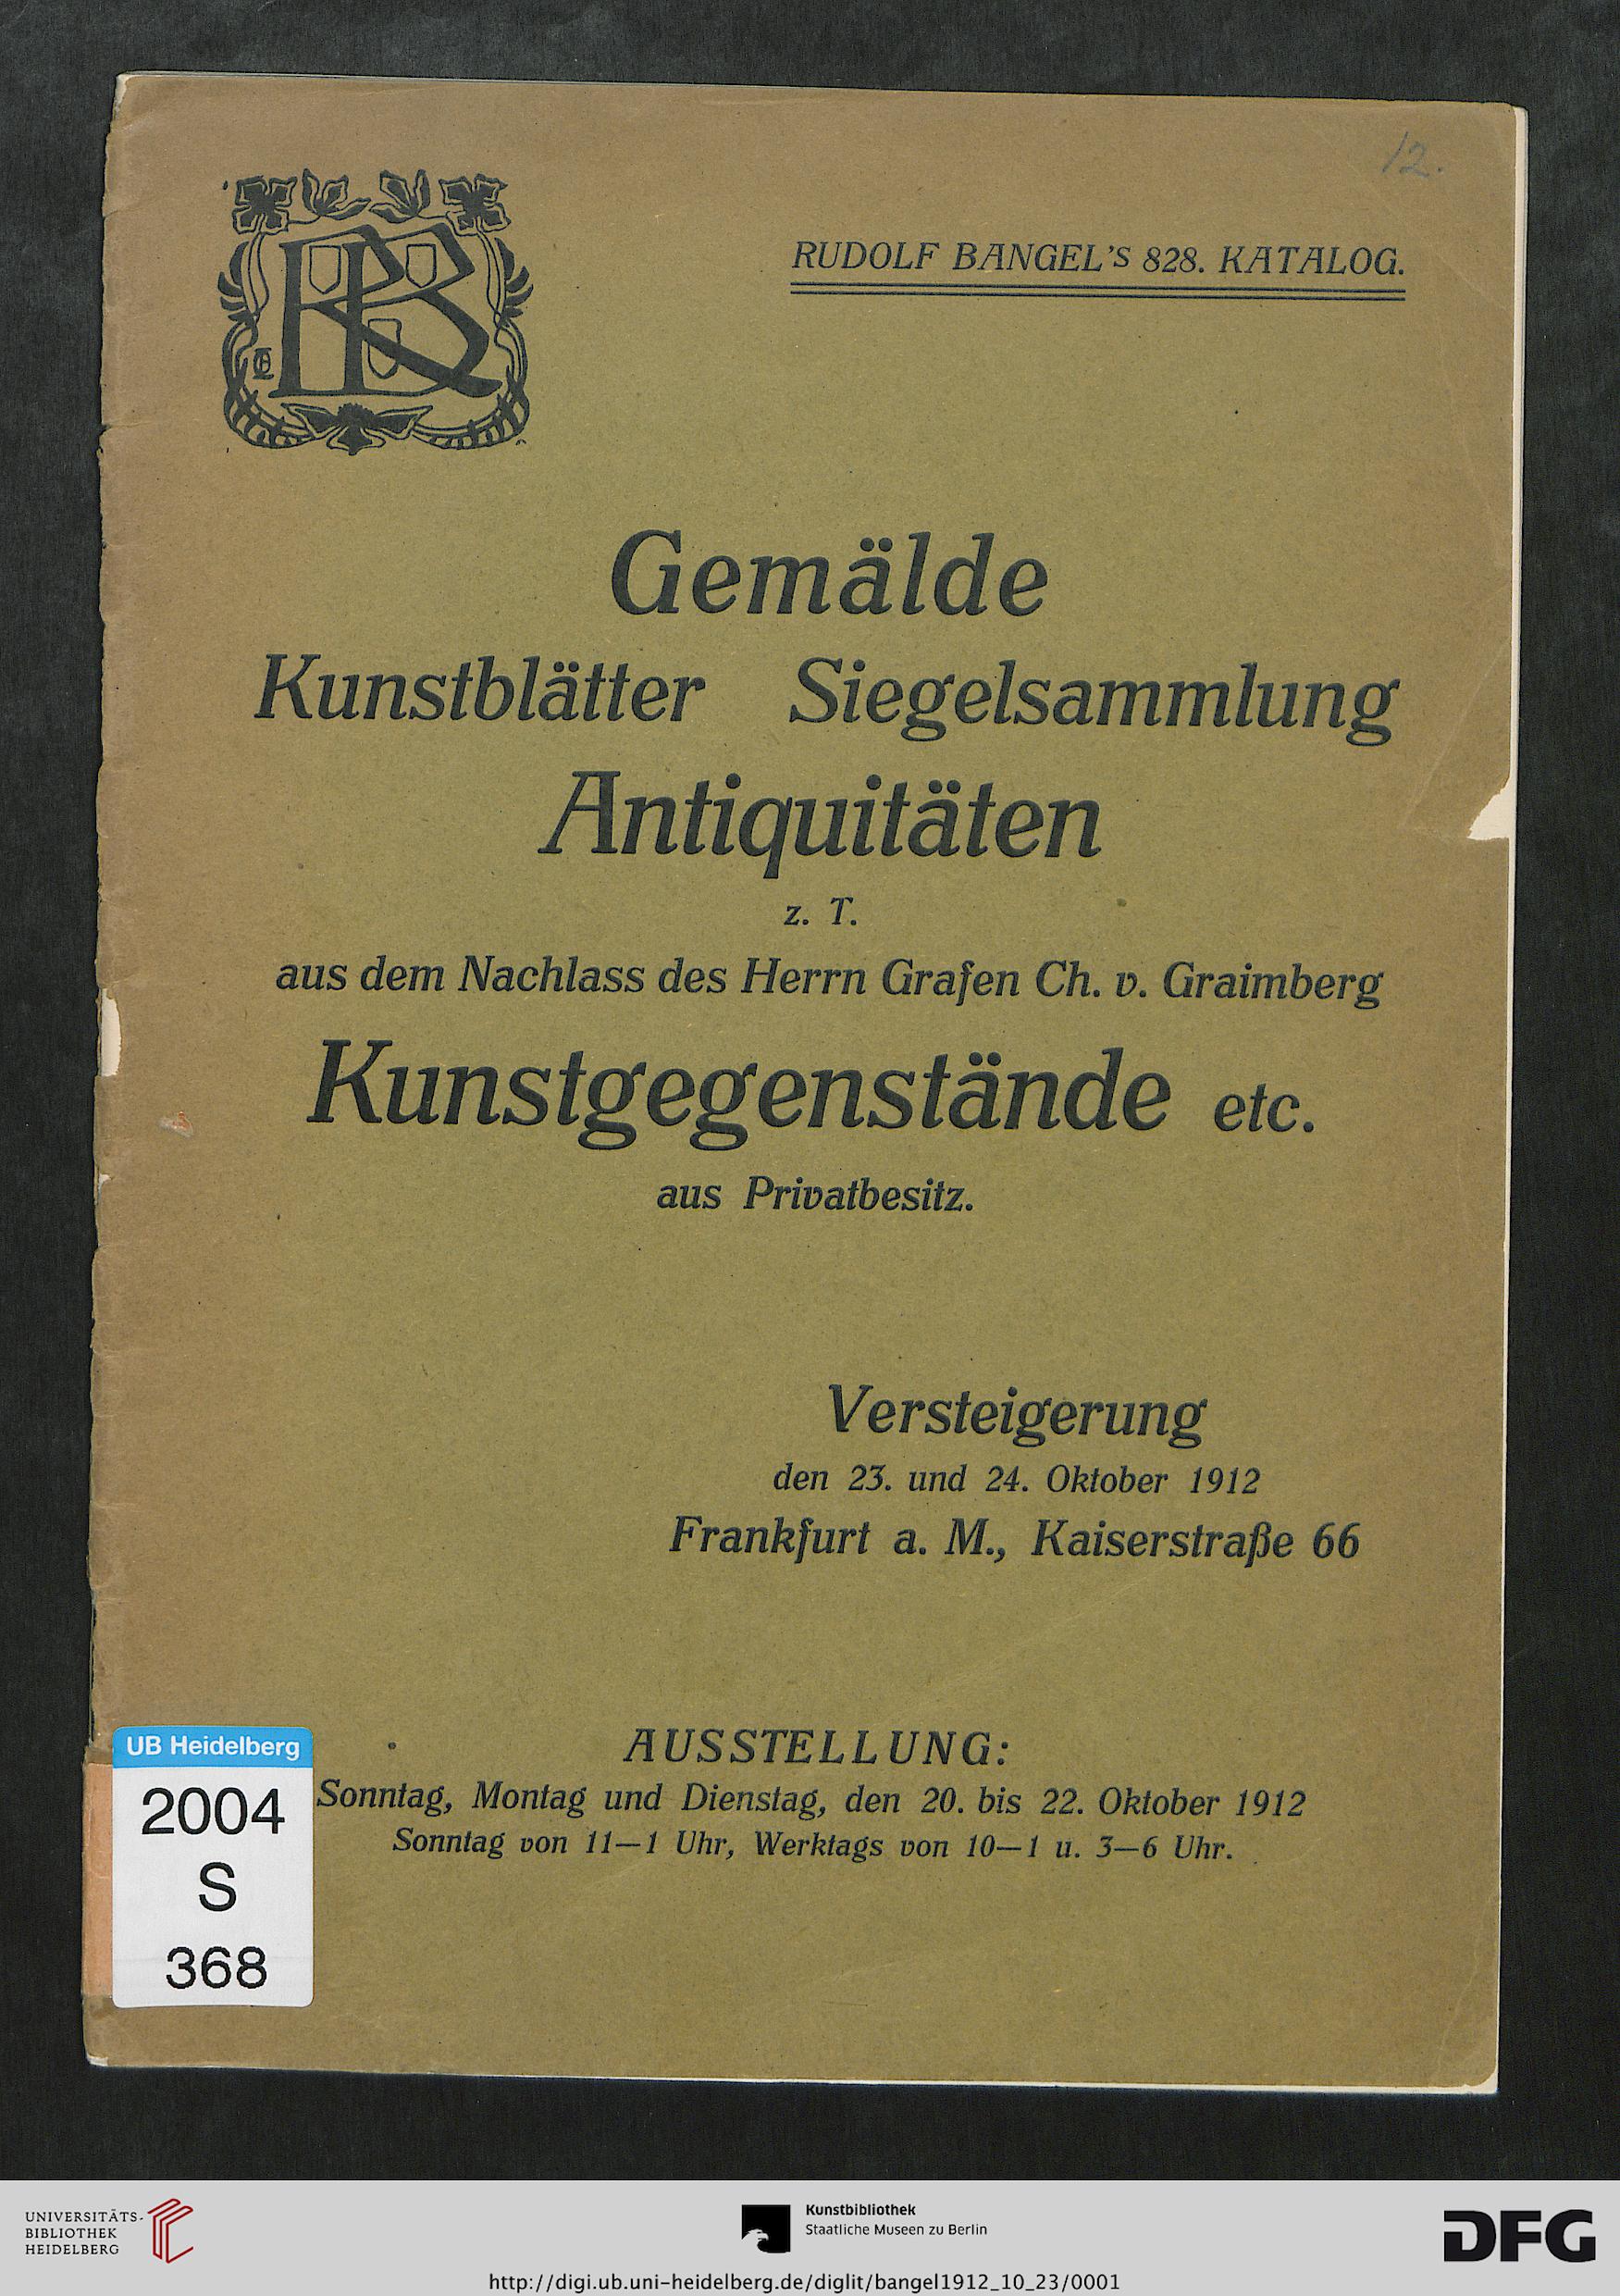 12.
RUDOLF BANGEL'S 828. KATALOG.
RB
Gemälde
Kunstblätter Siegelsammlung
Antiquitäten
z. T.
aus dem Nachlass des Herrn Grafen Ch. v. Graimberg
Kunstgegenstände etc.
aus Privatbesitz.
Versteigerung
den 23. und 24. Oktober 1912
Frankfurt a. M., Kaiserstraße 66
AUSSTELLUNG:
Sonntag, Montag und Dienstag, den 20. bis 22. Oktober 1912
Sonntag von 11—1 Uhr, Werktags von 10—1 u. 3—6 Uhr.
UB Heidelberg
2004
S
368
UNIVERSITÄTS-
BIBLIOTHEK
HEIDELBERG
Kunstbibliothek
Staatliche Museen zu Berlin
DFG
http://digi.ub.uni-heidelberg.de/diglit/bangel1912_10_23/0001